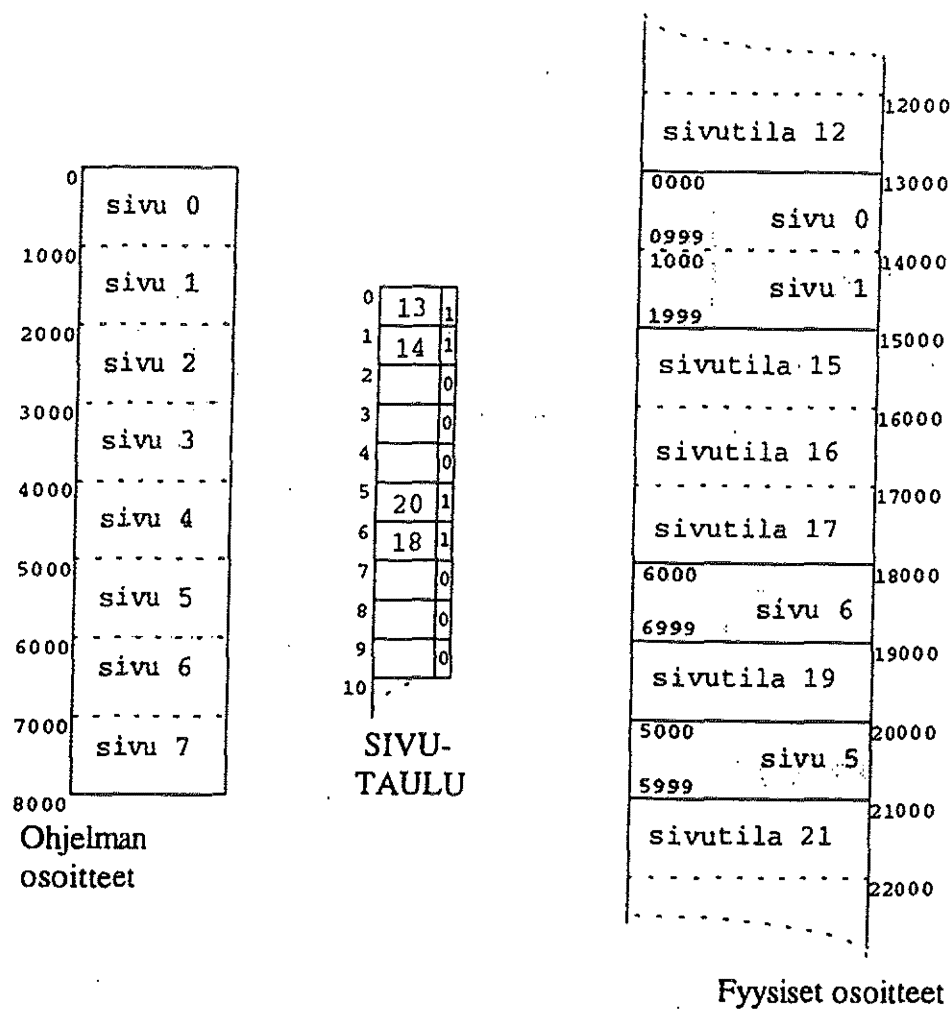 0
sivu 0
1000
sivu 1
2000
sivu 2
3000
sivu 3
4000
sivu 4
5000
sivu 5
6000
sivu 6
7000
sivu 7
8000
Ohjelman
osoitteet
0 13 1
1 14 1
2 0
3 0
4 0
5 20 1
6 18 1
7 0
8 0
9 0
10
SIVU-
TAULU
12000
sivutila 12
13000
0000
sivu 0
0999
14000
1000
sivu 1
1999
15000
sivutila 15
16000
sivutila 16
17000
sivutila 17
18000
6000
sivu 6
6999
19000
sivutila 19
20000
5000
sivu 5
5999
21000
sivutila 21
22000
Fyysiset osoitteet